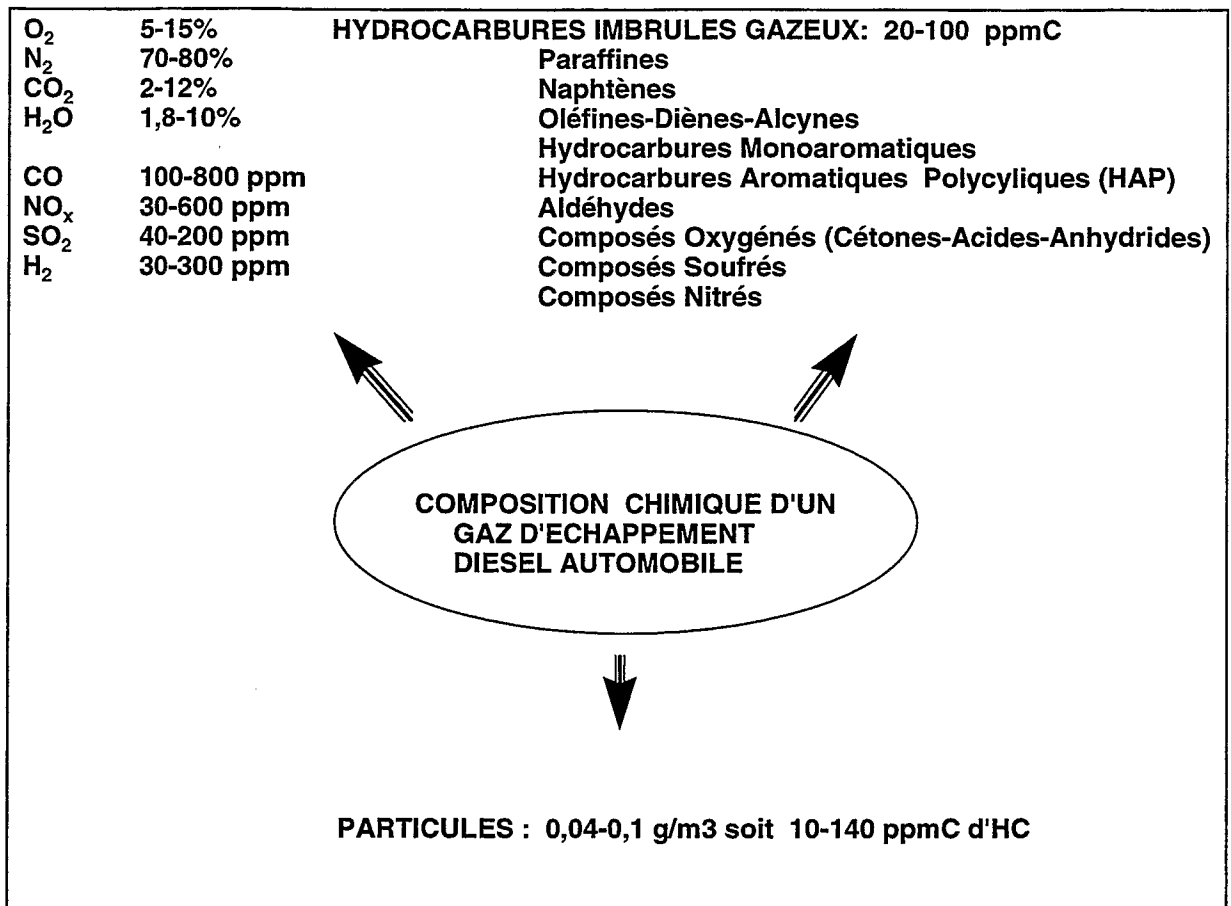 O₂ 5-15% HYDROCARBURES IMBRULES GAZEUX: 20-100 ppmC
N₂ 70-80% Paraffines
CO₂ 2-12% Naphtènes
H₂O 1,8-10% Oléfines-Diènes-Alcynes
Hydrocarbures Monoaromatiques
CO 100-800 ppm Hydrocarbures Aromatiques Polycyliques (HAP)
NOₓ 30-600 ppm Aldéhydes
SO₂ 40-200 ppm Composés Oxygénés (Cétones-Acides-Anhydrides)
H₂ 30-300 ppm Composés Soufrés
Composés Nitrés
COMPOSITION CHIMIQUE D'UN
GAZ D'ECHAPPEMENT
DIESEL AUTOMOBILE
PARTICULES : 0,04-0,1 g/m3 soit 10-140 ppmC d'HC